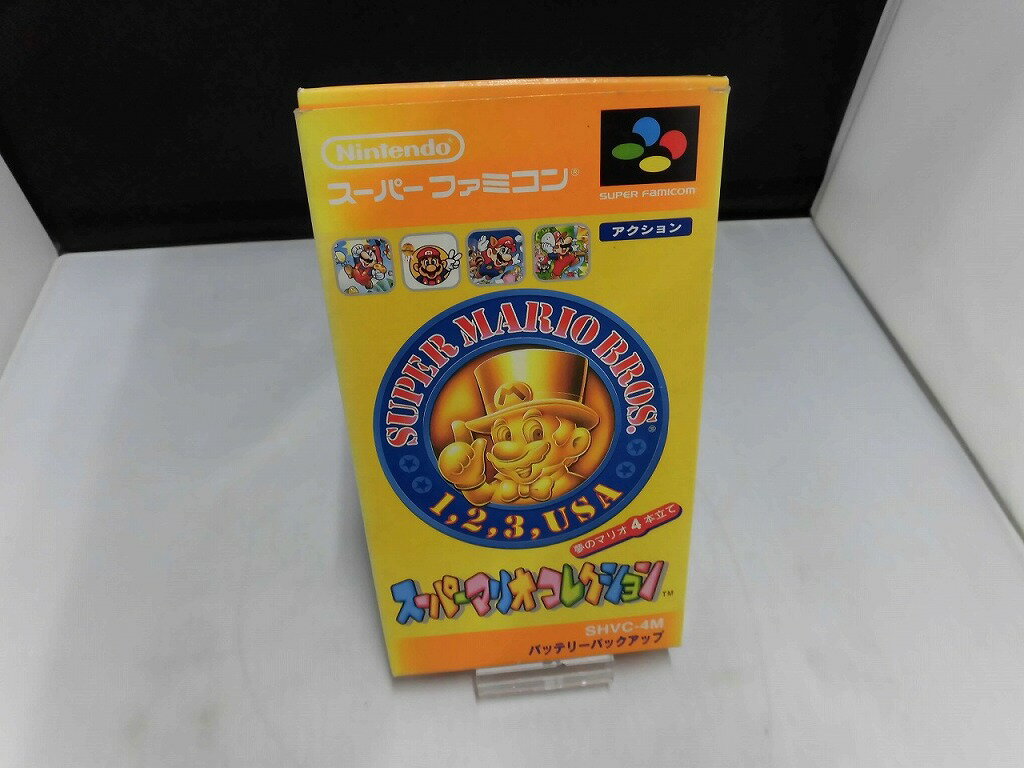 Nintendo®
スーパーファミコン®
SUPER FAMICOM
アクション
SUPER MARIO BROS.®
1, 2, 3, USA
夢のマリオ4本立て
スーパーマリオコレクション™
SHVC-4M
バッテリーバックアップ